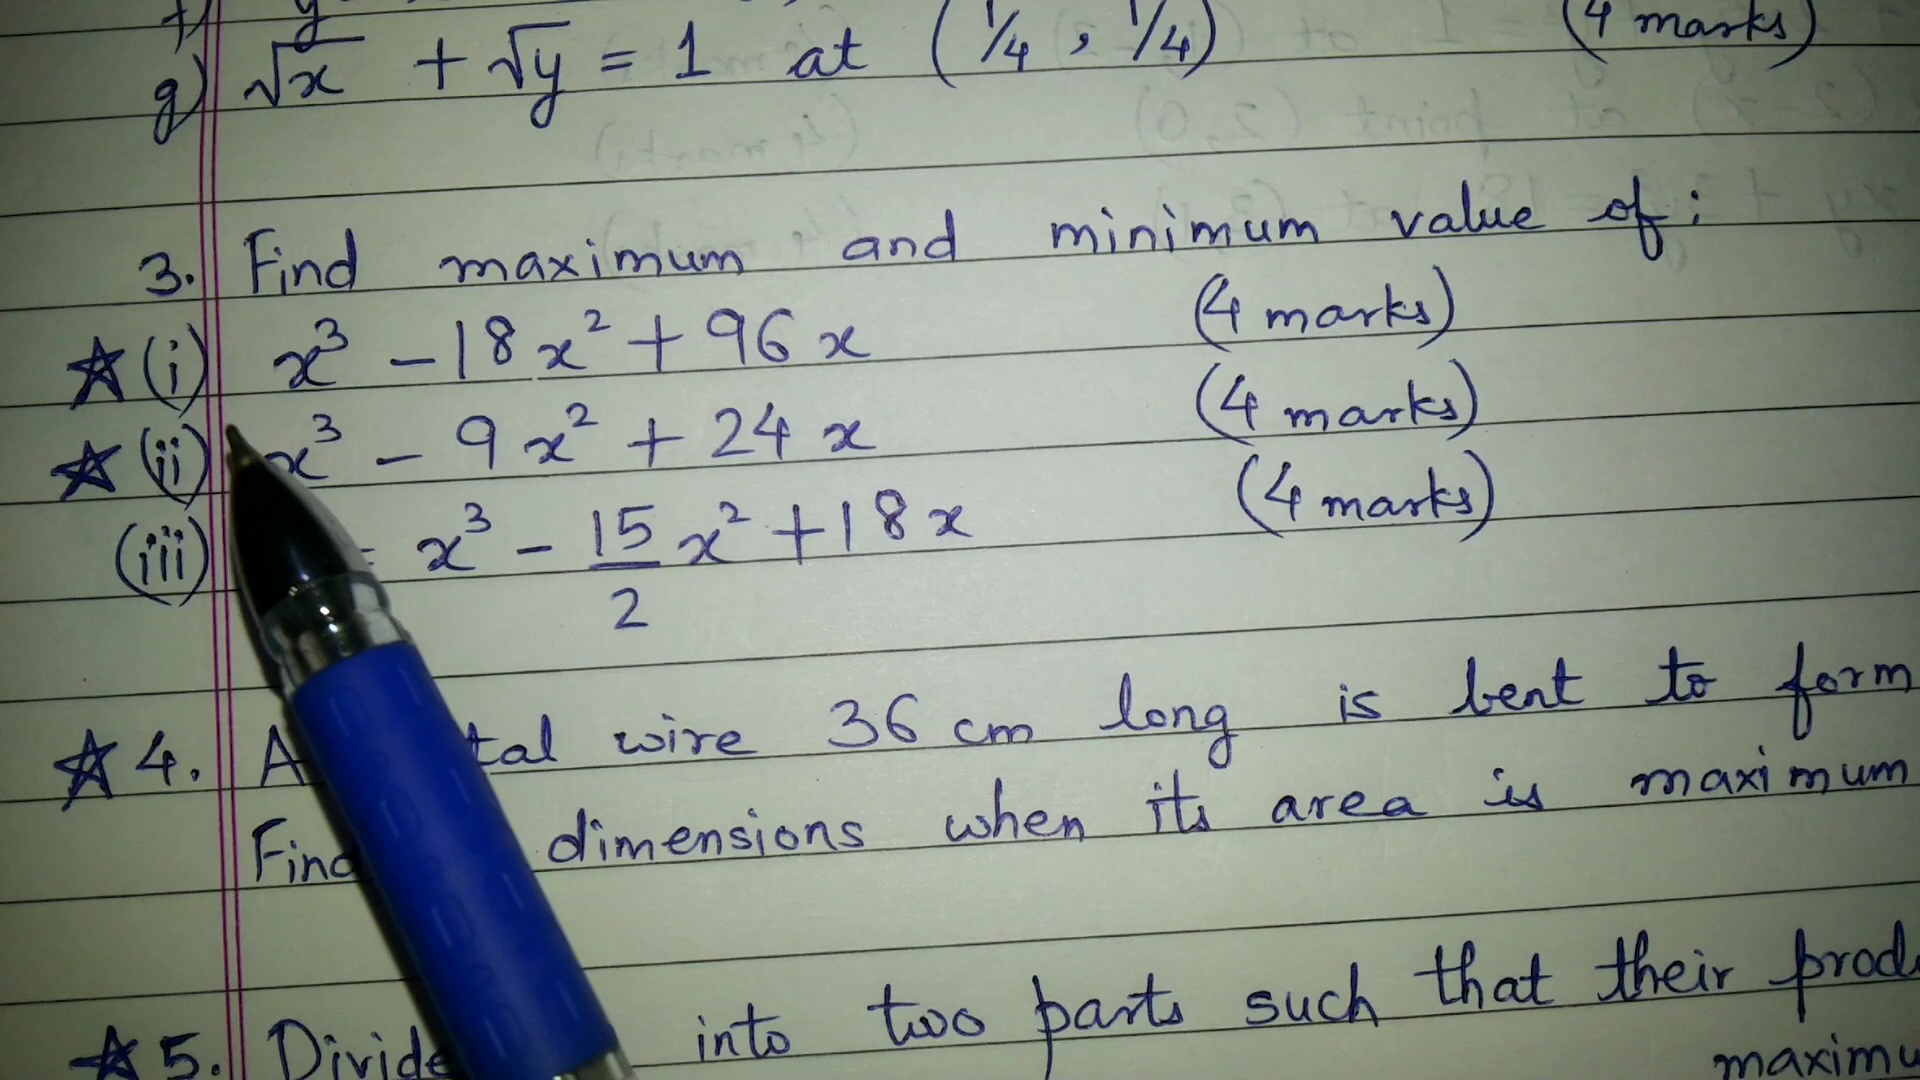 g) √x + √y = 1 at (1/4, 1/4) (4 marks)
3. Find maximum and minimum value of:
☆(i) x³ - 18x² + 96x (4 marks)
☆(ii) x³ - 9x² + 24x (4 marks)
(iii) = x³ - 15/2 x² + 18x (4 marks)
☆4. A tal wire 36 cm long is bent to form
Find dimensions when its area is maximum
☆5. Divide into two parts such that their prod
maximu